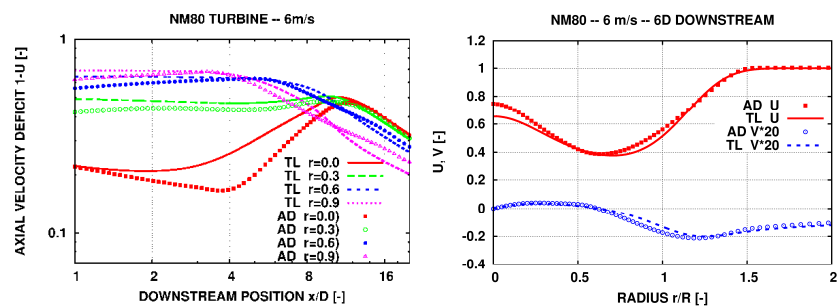 NM80 TURBINE -- 6m/s
AXIAL VELOCITY DEFICIT 1-U [-]
1
0.1
TL r=0.0
TL r=0.3
TL r=0.6
TL r=0.9
AD r=0.0)
AD r=0.3)
AD r=0.6)
AD r=0.9)
1 2 4 8 16
DOWNSTREAM POSITION x/D [-]
NM80 -- 6 m/s -- 6D DOWNSTREAM
U, V [-]
1.2
1
0.8
0.6
0.4
0.2
0
-0.2
-0.4
AD U
TL U
AD V*20
TL V*20
0 0.5 1 1.5 2
RADIUS r/R [-]